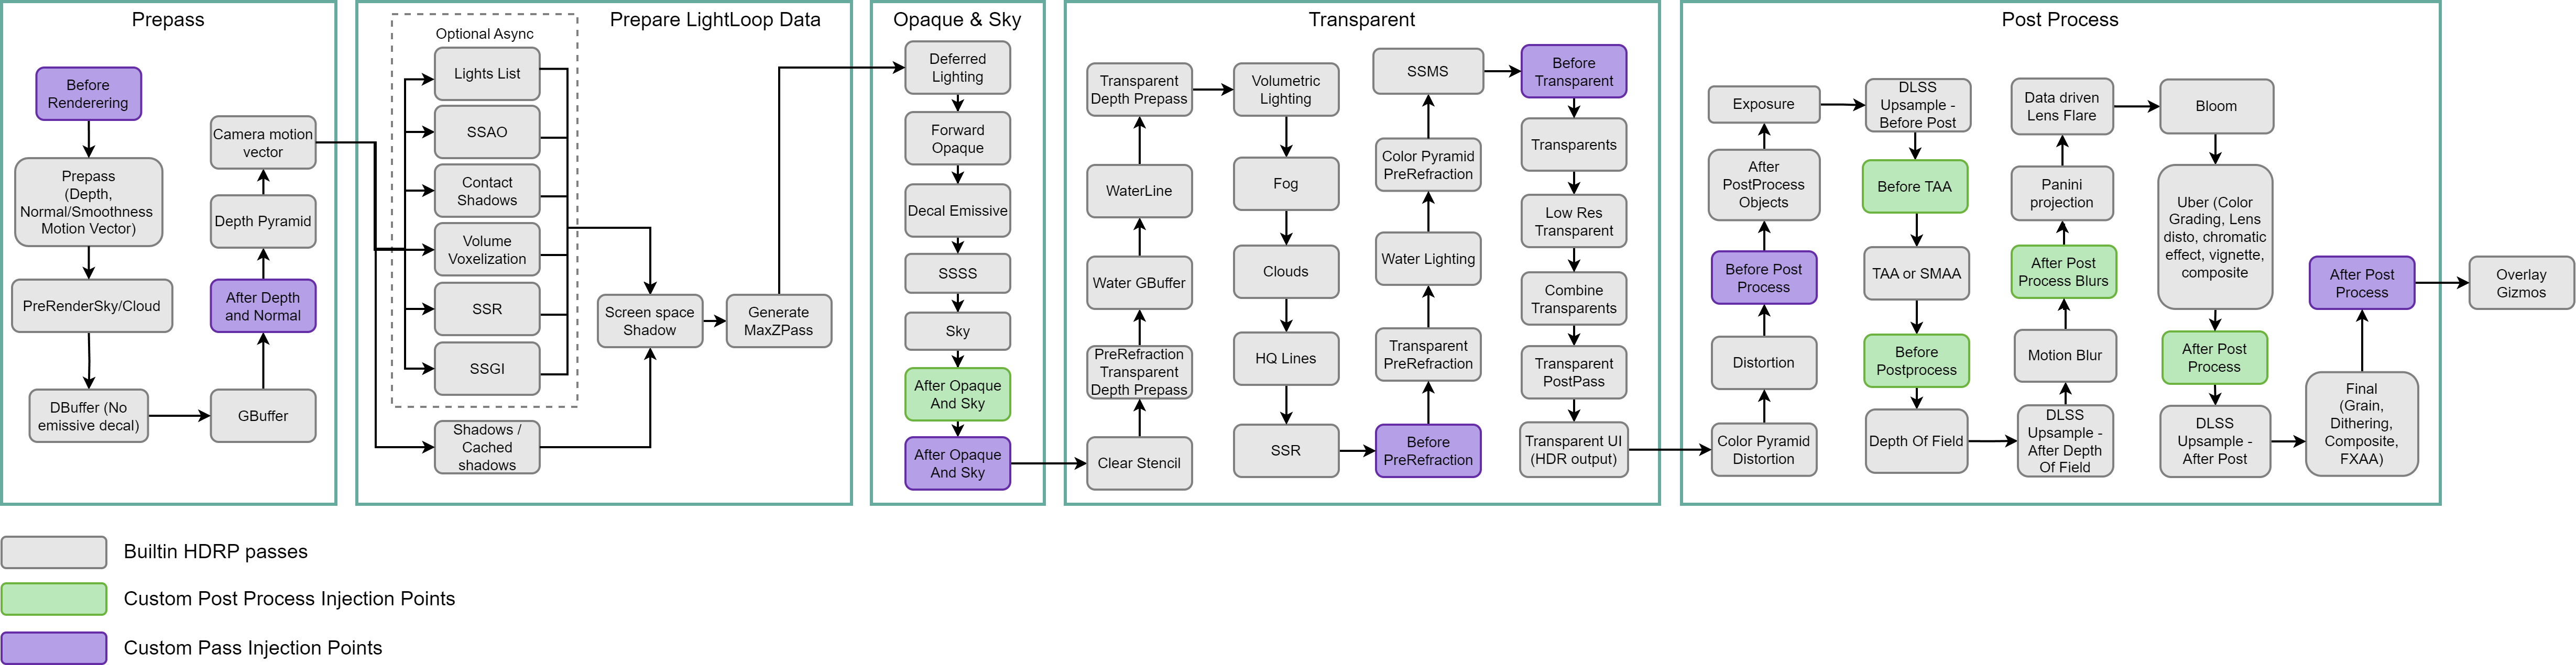 Prepass
Before
Renderering
Prepass
(Depth,
Normal/Smoothness
Motion Vector)
PreRenderSky/Cloud
DBuffer (No
emissive decal)
GBuffer
After Depth
and Normal
Depth Pyramid
Camera motion
vector
Prepare LightLoop Data
Optional Async
Lights List
SSAO
Contact
Shadows
Volume
Voxelization
SSR
SSGI
Shadows /
Cached
shadows
Screen space
Shadow
Generate
MaxZPass
Opaque & Sky
Deferred
Lighting
Forward
Opaque
Decal Emissive
SSSS
Sky
After Opaque
And Sky
After Opaque
And Sky
Transparent
Clear Stencil
PreRefraction
Transparent
Depth Prepass
Water GBuffer
WaterLine
Transparent
Depth Prepass
Volumetric
Lighting
Fog
Clouds
HQ Lines
SSR
Before
PreRefraction
Transparent
PreRefraction
Water Lighting
Color Pyramid
PreRefraction
SSMS
Before
Transparent
Transparents
Low Res
Transparent
Combine
Transparents
Transparent
PostPass
Transparent UI
(HDR output)
Post Process
Color Pyramid
Distortion
Distortion
Before Post
Process
After
PostProcess
Objects
Exposure
DLSS
Upsample -
Before Post
Before TAA
TAA or SMAA
Before
Postprocess
Depth Of Field
DLSS
Upsample -
After Depth
Of Field
Motion Blur
After Post
Process Blurs
Panini
projection
Data driven
Lens Flare
Bloom
Uber (Color
Grading, Lens
disto, chromatic
effect, vignette,
composite
After Post
Process
DLSS
Upsample -
After Post
Final
(Grain,
Dithering,
Composite,
FXAA)
After Post
Process
Overlay
Gizmos
Builtin HDRP passes
Custom Post Process Injection Points
Custom Pass Injection Points